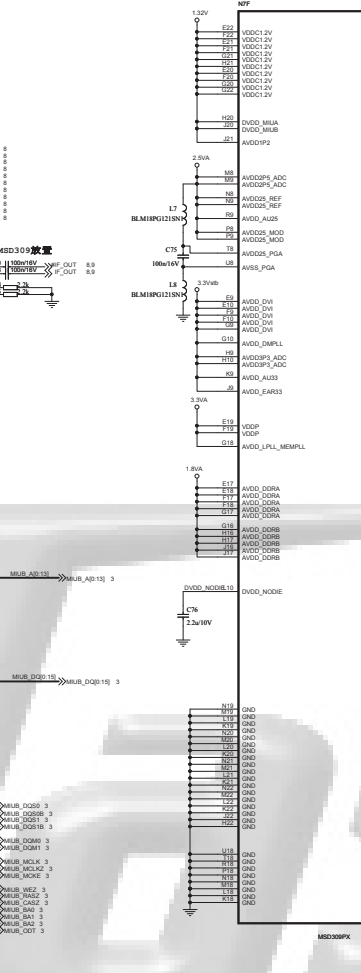 N7F
1.32V
E22 VDDC1.2V
F22 VDDC1.2V
E21 VDDC1.2V
F21 VDDC1.2V
G21 VDDC1.2V
H21 VDDC1.2V
E20 VDDC1.2V
F20 VDDC1.2V
G20 VDDC1.2V
G22 VDDC1.2V
H20 DVDD_MIUA
J20 DVDD_MIUB
J21 AVDD1P2
2.5VA
M8 AVDD2P5_ADC
M9 AVDD2P5_ADC
N8 AVDD25_REF
N9 AVDD25_REF
L7
BLM18PG121SN1
R9 AVDD_AU25
P8 AVDD25_MOD
P9 AVDD25_MOD
C75
100n/16V
T8 AVDD25_PGA
U8 AVSS_PGA
8
8
8
8
8
8
8
8
MSD309放置
100n/16V IF_OUT 8,9
100n/16V IF_OUT 8,9
2.2k
2.2k
L8
BLM18PG121SN1
3.3Vstb
E9 AVDD_DVI
E10 AVDD_DVI
F9 AVDD_DVI
F10 AVDD_DVI
G9 AVDD_DVI
G10 AVDD_DMPLL
H9 AVDD3P3_ADC
H10 AVDD3P3_ADC
K9 AVDD_AU33
J9 AVDD_EAR33
3.3VA
E19 VDDP
F19 VDDP
G18 AVDD_LPLL_MEMPLL
1.8VA
E17 AVDD_DDRA
E18 AVDD_DDRA
F17 AVDD_DDRA
F18 AVDD_DDRA
G17 AVDD_DDRA
G16 AVDD_DDRB
H16 AVDD_DDRB
H17 AVDD_DDRB
J16 AVDD_DDRB
J17 AVDD_DDRB
MIUB_A[0:13] MIUB_A[0:13] 3
DVDD_NODIE L10 DVDD_NODIE
C76
2.2u/10V
MIUB_DQ[0:15] MIUB_DQ[0:15] 3
N19 GND
M19 GND
L19 GND
K19 GND
N20 GND
M20 GND
L20 GND
K20 GND
N21 GND
M21 GND
L21 GND
K21 GND
N22 GND
M22 GND
L22 GND
K22 GND
J22 GND
H22 GND
U18 GND
T18 GND
R18 GND
P18 GND
N18 GND
M18 GND
L18 GND
K18 GND
MIUB_DQS0 3
MIUB_DQS0B 3
MIUB_DQS1 3
MIUB_DQS1B 3
MIUB_DQM0 3
MIUB_DQM1 3
MIUB_MCLK 3
MIUB_MCLKZ 3
MIUB_MCKE 3
MIUB_WEZ 3
MIUB_RASZ 3
MIUB_CASZ 3
MIUB_BA0 3
MIUB_BA1 3
MIUB_BA2 3
MIUB_ODT 3
MSD309PX